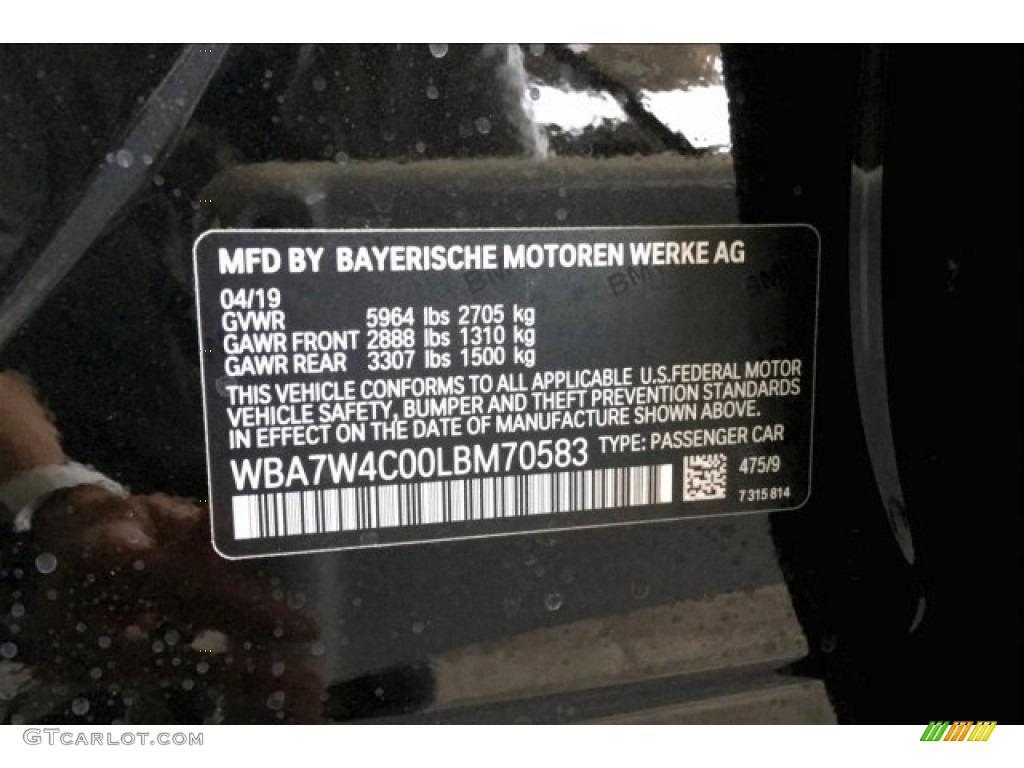 MFD BY BAYERISCHE MOTOREN WERKE AG
04/19
GVWR 5964 lbs 2705 kg
GAWR FRONT 2888 lbs 1310 kg
GAWR REAR 3307 lbs 1500 kg
THIS VEHICLE CONFORMS TO ALL APPLICABLE U.S.FEDERAL MOTOR
VEHICLE SAFETY, BUMPER AND THEFT PREVENTION STANDARDS
IN EFFECT ON THE DATE OF MANUFACTURE SHOWN ABOVE.
WBA7W4C00LBM70583 TYPE: PASSENGER CAR
475/9
7 315 814
GTCarlot.com